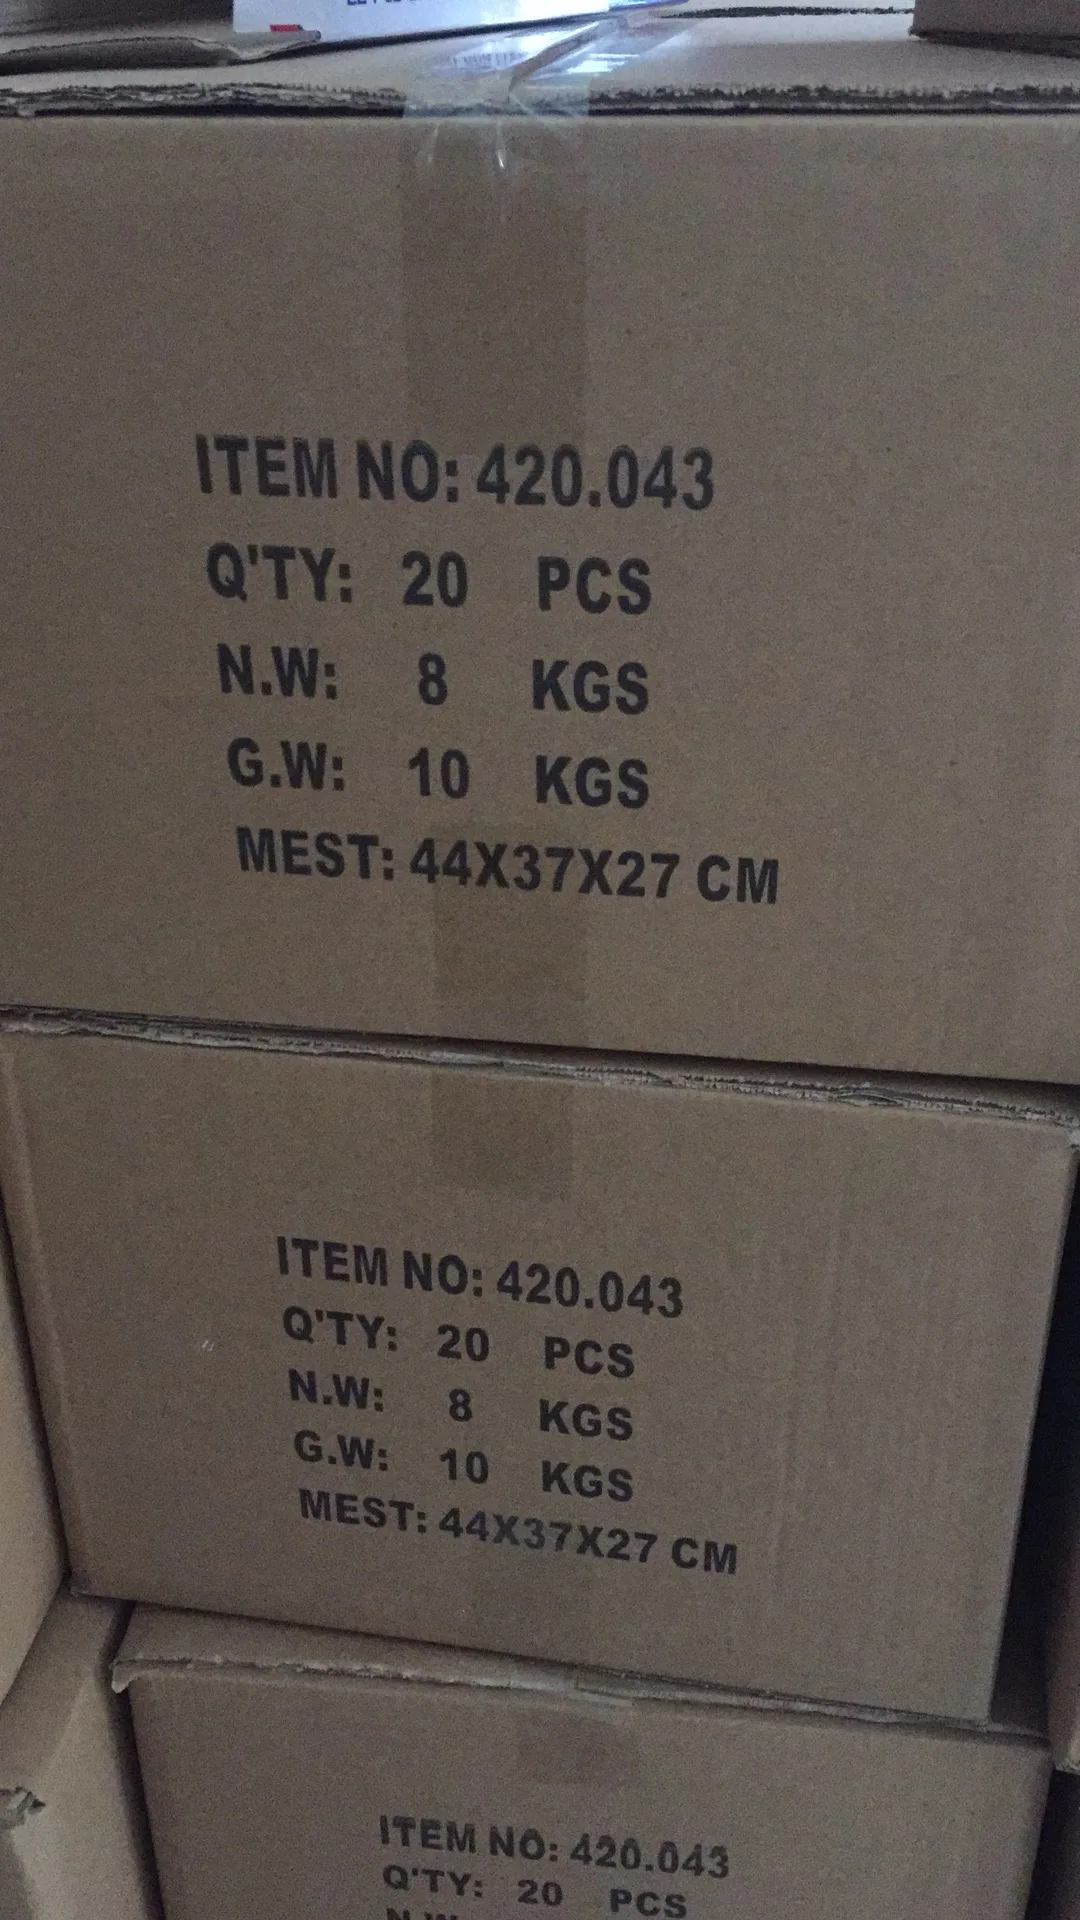 ITEM NO: 420.043
Q'TY: 20 PCS
N.W: 8 KGS
G.W: 10 KGS
MEST: 44X37X27 CM
ITEM NO: 420.043
Q'TY: 20 PCS
N.W: 8 KGS
G.W: 10 KGS
MEST: 44X37X27 CM
ITEM NO: 420.043
Q'TY: 20 PCS